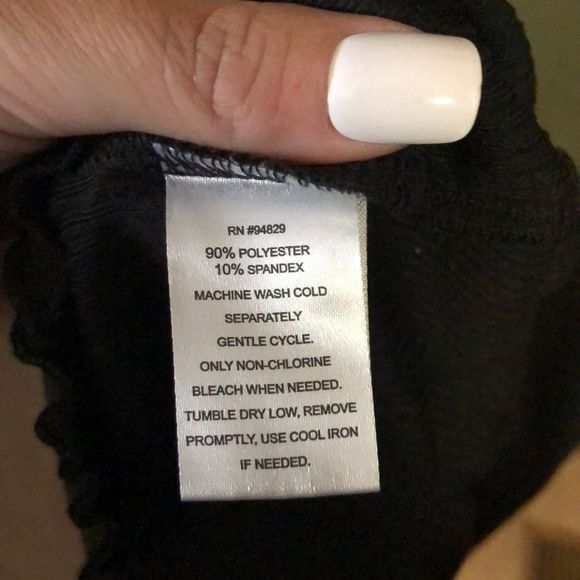 RN #94829
90% POLYESTER
10% SPANDEX
MACHINE WASH COLD
SEPARATELY
GENTLE CYCLE.
ONLY NON-CHLORINE
BLEACH WHEN NEEDED.
TUMBLE DRY LOW, REMOVE
PROMPTLY, USE COOL IRON
IF NEEDED.